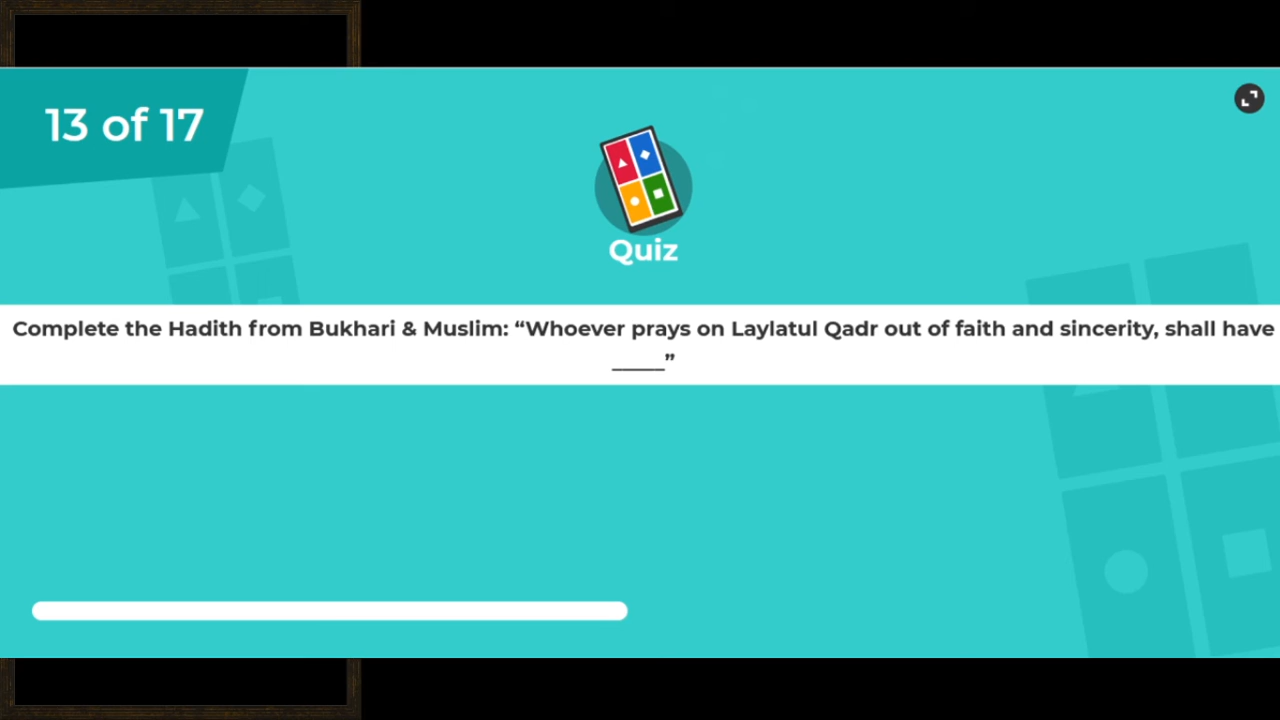 13 of 17
Quiz
Complete the Hadith from Bukhari & Muslim: “Whoever prays on Laylatul Qadr out of faith and sincerity, shall have
_____”